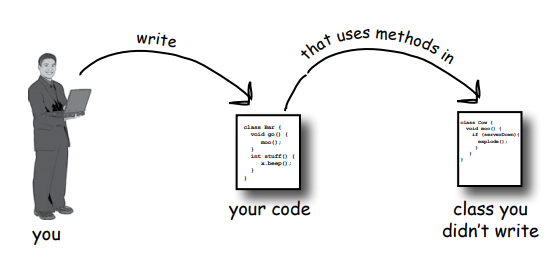 write
that uses methods in
class Bar {
void go() {
moo();
}
int stuff() {
x.beep();
}
}
class Cow {
void moo() {
if (serverDown){
explode();
}
}
}
you
your code
class you
didn't write